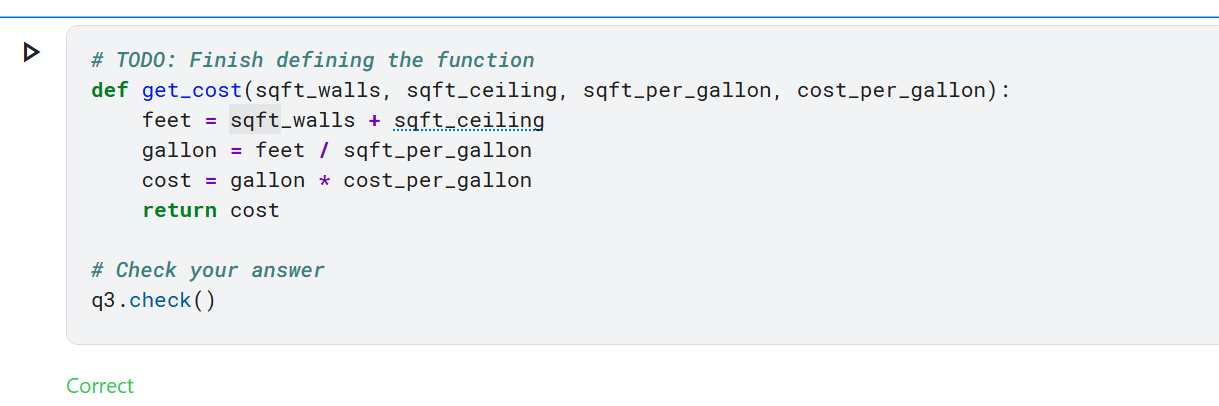 # TODO: Finish defining the function
def get_cost(sqft_walls, sqft_ceiling, sqft_per_gallon, cost_per_gallon):
    feet = sqft_walls + sqft_ceiling
    gallon = feet / sqft_per_gallon
    cost = gallon * cost_per_gallon
    return cost
# Check your answer
q3.check()
Correct